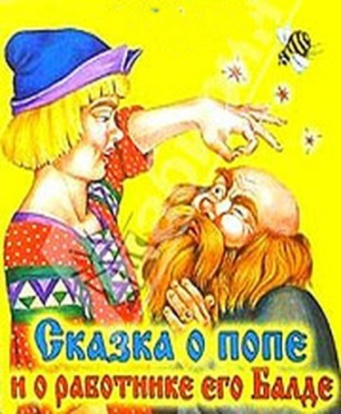 Сказка о попе
и о работнике его Балде